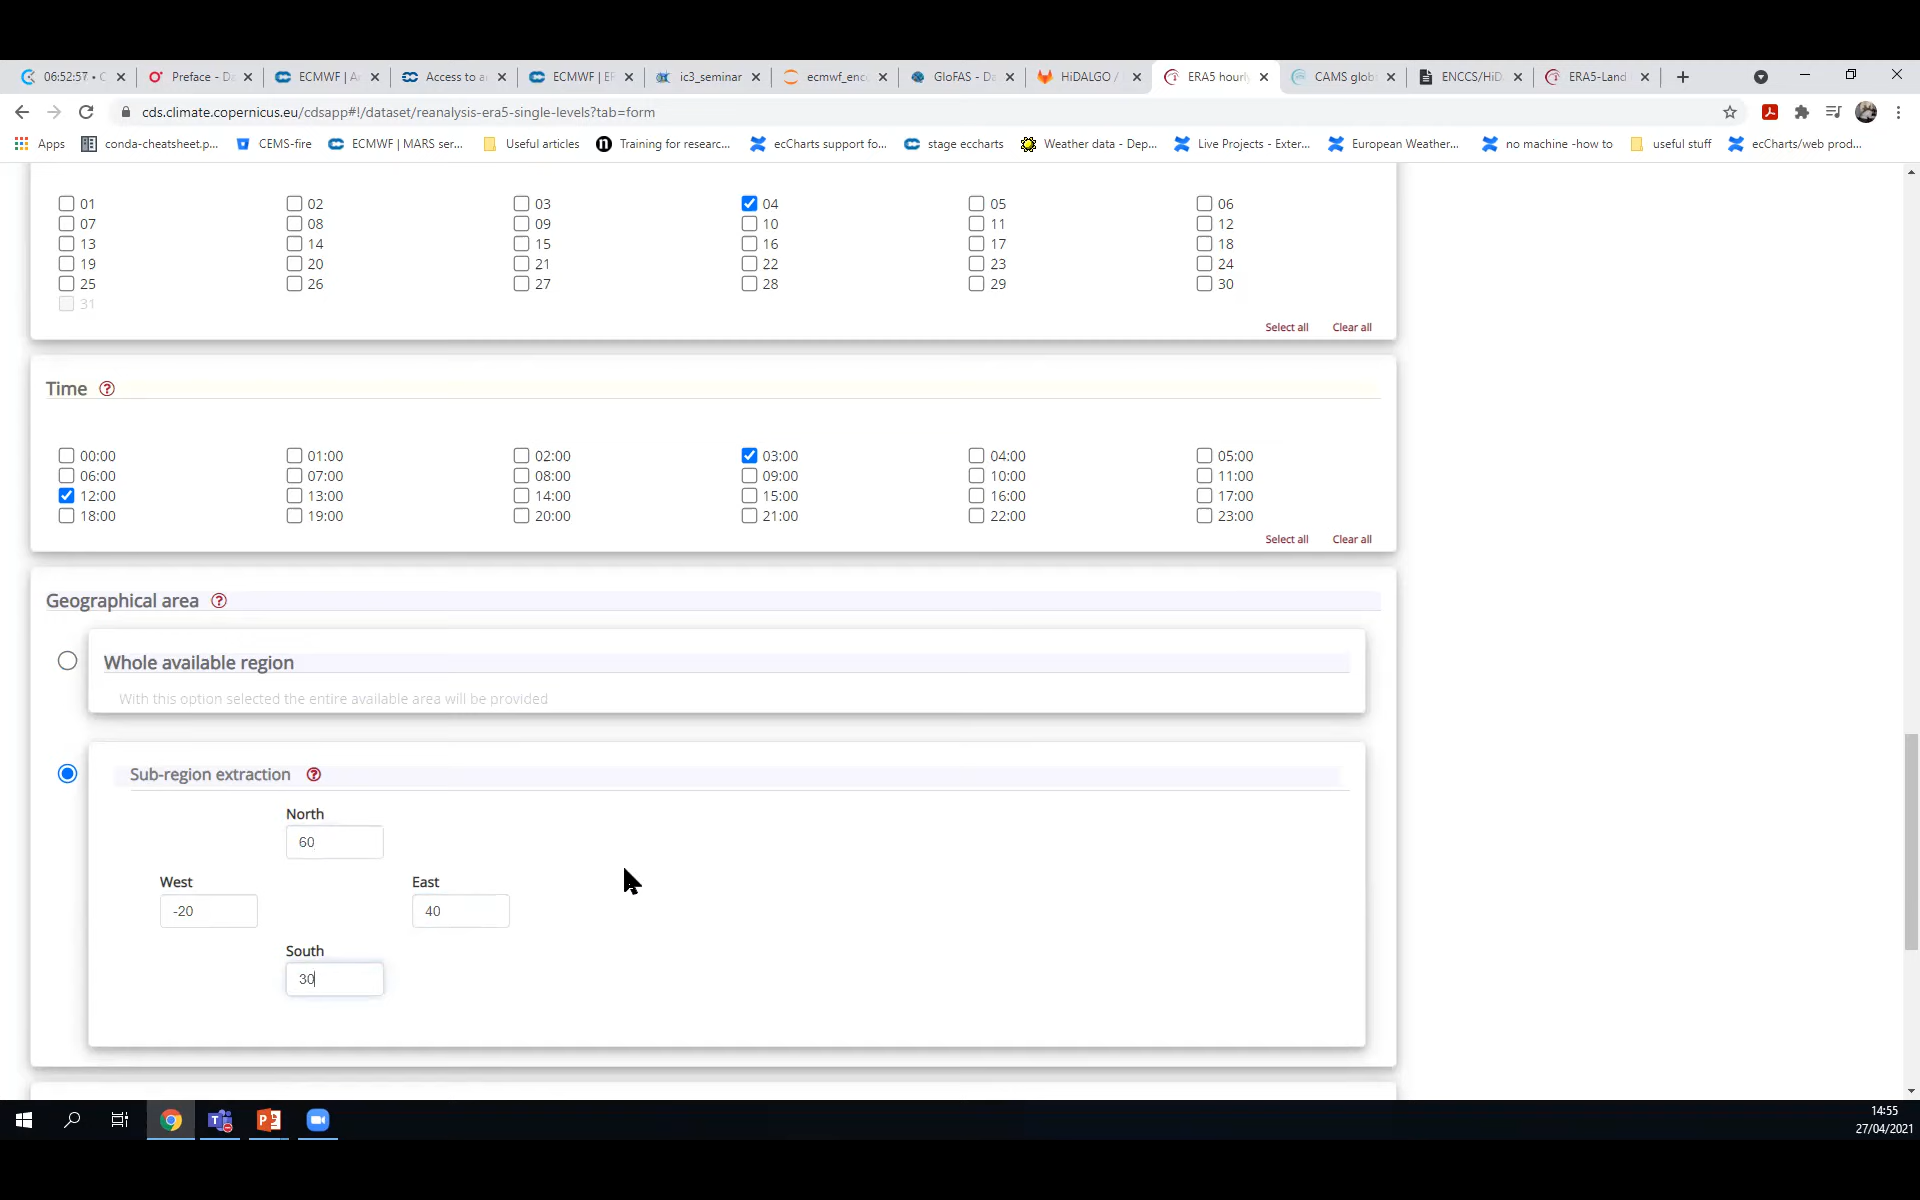 06:52:57 • C
Preface - Da
ECMWF | A
Access to a
ECMWF | EF
ic3_seminar
ecmwf_enc
GloFAS - Da
HiDALGO /
ERA5 hourly
CAMS glob
ENCCS/HiD
ERA5-Land
cds.climate.copernicus.eu/cdsapp#!/dataset/reanalysis-era5-single-levels?tab=form
Apps
conda-cheatsheet.p...
CEMS-fire
ECMWF | MARS ser...
Useful articles
Training for researc...
ecCharts support fo...
stage eccharts
Weather data - Dep...
Live Projects - Exter...
European Weather...
no machine -how to
useful stuff
ecCharts/web prod...
01 02 03 04 05 06
07 08 09 10 11 12
13 14 15 16 17 18
19 20 21 22 23 24
25 26 27 28 29 30
31
Select all Clear all
Time ?
00:00 01:00 02:00 03:00 04:00 05:00
06:00 07:00 08:00 09:00 10:00 11:00
12:00 13:00 14:00 15:00 16:00 17:00
18:00 19:00 20:00 21:00 22:00 23:00
Select all Clear all
Geographical area ?
Whole available region
With this option selected the entire available area will be provided
Sub-region extraction ?
North
60
West East
-20 40
South
30
14:55
27/04/2021